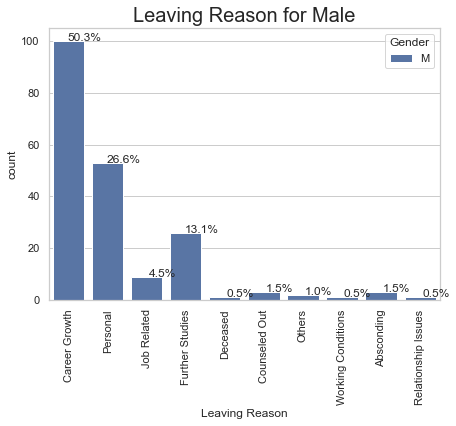 Leaving Reason for Male
Gender
M
count
100
80
60
40
20
0
50.3%
26.6%
4.5%
13.1%
0.5%
1.5%
1.0%
0.5%
1.5%
0.5%
Career Growth
Personal
Job Related
Further Studies
Deceased
Counseled Out
Others
Working Conditions
Absconding
Relationship Issues
Leaving Reason